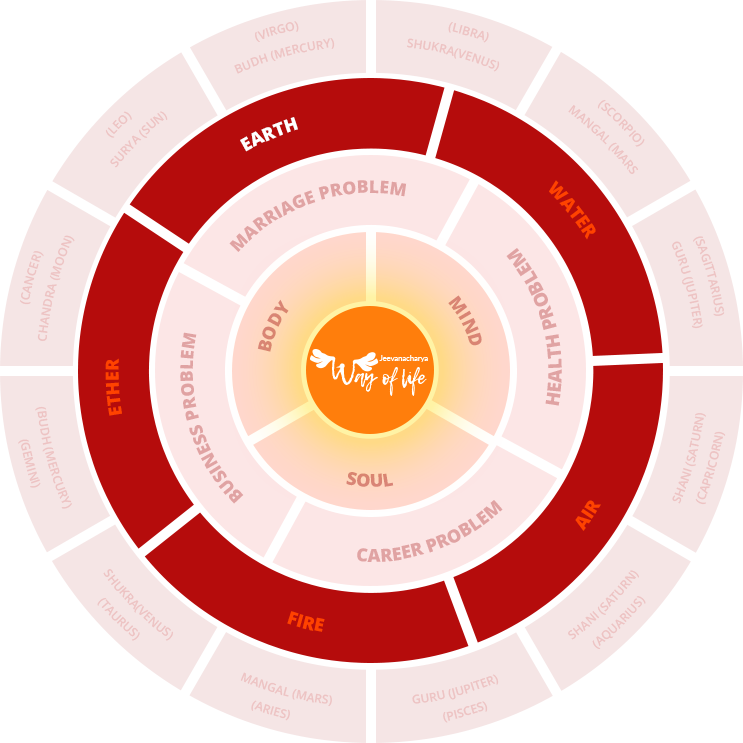 (VIRGO)
BUDH (MERCURY)
(LIBRA)
SHUKRA(VENUS)
(SCORPIO)
MANGAL (MARS
(SAGITTARIUS)
GURU (JUPITER)
SHANI (SATURN)
(CAPRICORN)
SHANI (SATURN)
(AQUARIUS)
GURU (JUPITER)
(PISCES)
MANGAL (MARS)
(ARIES)
SHUKRA(VENUS)
(TAURUS)
(BUDH (MERCURY)
(GEMINI)
(CANCER)
CHANDRA (MOON)
(LEO)
SURYA (SUN)
EARTH
WATER
AIR
FIRE
ETHER
MARRIAGE PROBLEM
HEALTH PROBLEM
CAREER PROBLEM
BUSINESS PROBLEM
BODY
MIND
SOUL
Jeevanacharya
Way of life